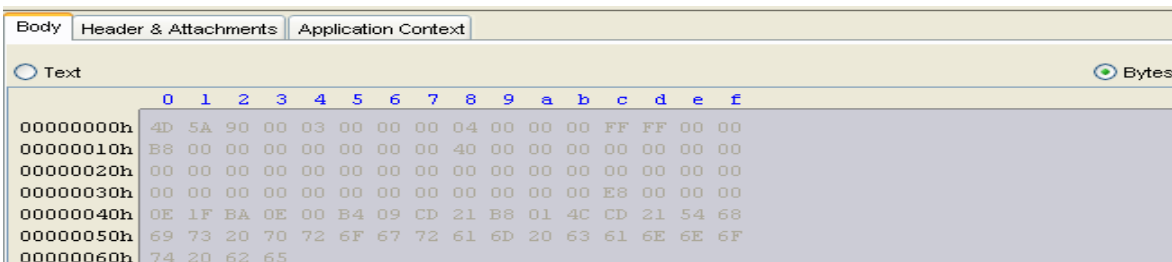 Body Header & Attachments Application Context
Text Bytes
0 1 2 3 4 5 6 7 8 9 a b c d e f
00000000h 4D 5A 90 00 03 00 00 00 04 00 00 00 FF FF 00 00
00000010h B8 00 00 00 00 00 00 00 40 00 00 00 00 00 00 00
00000020h 00 00 00 00 00 00 00 00 00 00 00 00 00 00 00 00
00000030h 00 00 00 00 00 00 00 00 00 00 00 00 E8 00 00 00
00000040h 0E 1F BA 0E 00 B4 09 CD 21 B8 01 4C CD 21 54 68
00000050h 69 73 20 70 72 6F 67 72 61 6D 20 63 61 6E 6E 6F
00000060h 74 20 62 65